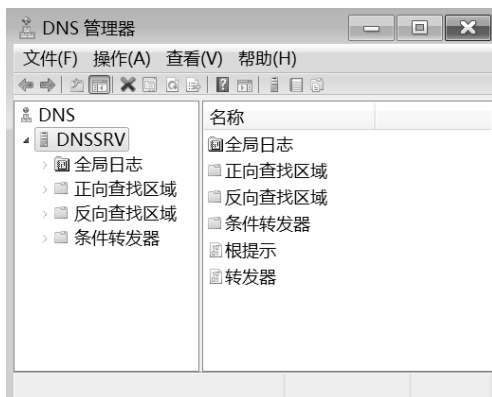 DNS 管理器
文件(F) 操作(A) 查看(V) 帮助(H)
DNS
DNSSRV
全局日志
正向查找区域
反向查找区域
条件转发器
名称
全局日志
正向查找区域
反向查找区域
条件转发器
根提示
转发器